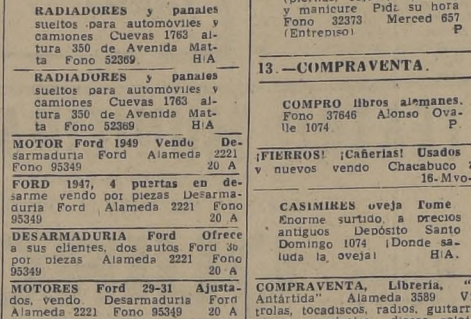 RADIADORES y panales
sueltos para automóviles y
camiones Cuevas 1763 al-
tura 350 de Avenida Mat-
ta Fono 52369. H|A
RADIADORES y panales
sueltos para automóviles y
camiones Cuevas 1763 al-
tura 350 de Avenida Mat-
ta Fono 52369 H|A
MOTOR Ford 1949 Vendo De-
sarmaduria Ford Alameda 2221
Fono 95349 20 A
FORD 1947, 4 puertas en de-
sarme vendo por piezas Desarma-
duria Ford Alameda 2221 Fono
95349 20 A
DESARMADURIA Ford Ofrece
a sus clientes, dos autos Ford 36
por piezas Alameda 2221 Fono
95349 20 A
MOTORES Ford 29-31 Ajusta-
dos, vendo. Desarmaduria Ford
Alameda 2221 Fono 95349 20 A
y manicure Pida su hora
Fono 32373 Merced 657
(Entrepiso) P
13.—COMPRAVENTA.
COMPRO libros alemanes.
Fono 37646 Alonso Ova-
lle 1074. P.
¡FIERROS! ¡Cañerías! Usados
y nuevos vendo Chacabuco
16-Myo-
CASIMIRES oveja Tomé
Enorme surtido, a precios
antiguos Depósito Santo
Domingo 1074 ¡Donde sa-
luda la oveja! H|A.
COMPRAVENTA, Librería, "
Antártida" Alameda 3589 V
trolas, tocadiscos, radios, guitarr